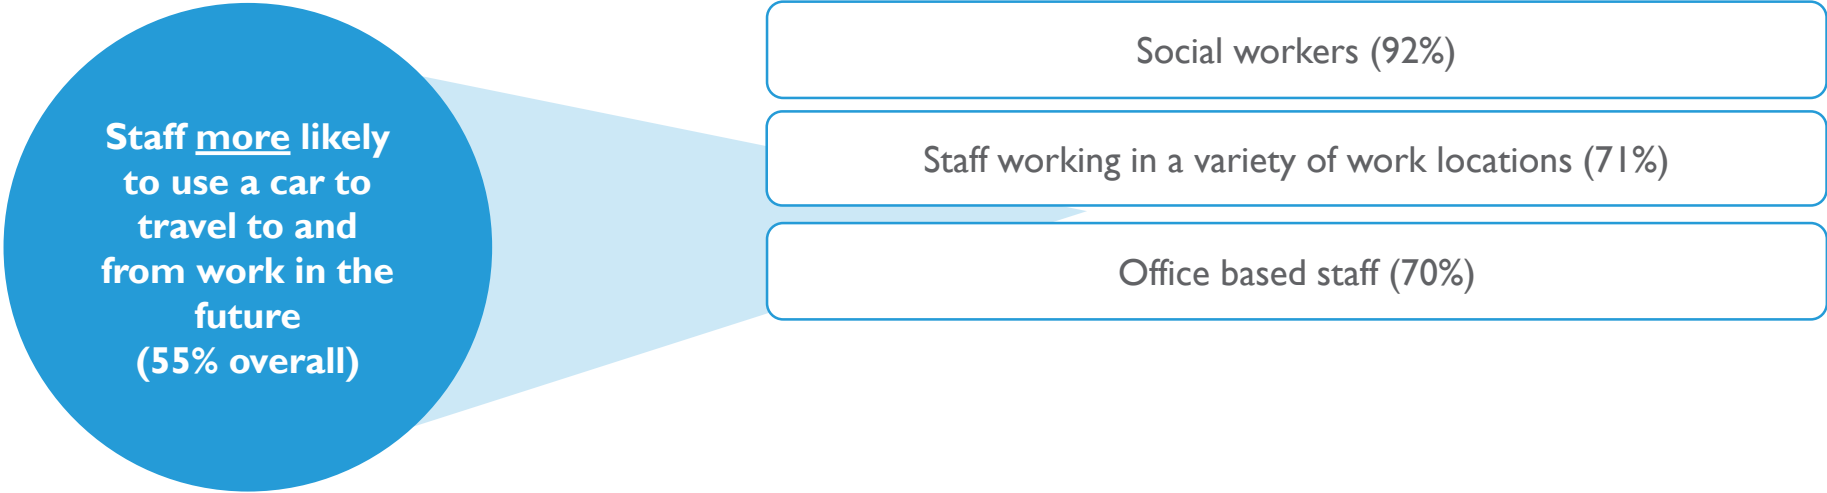 Staff more likely
to use a car to
travel to and
from work in the
future
(55% overall)
Social workers (92%)
Staff working in a variety of work locations (71%)
Office based staff (70%)